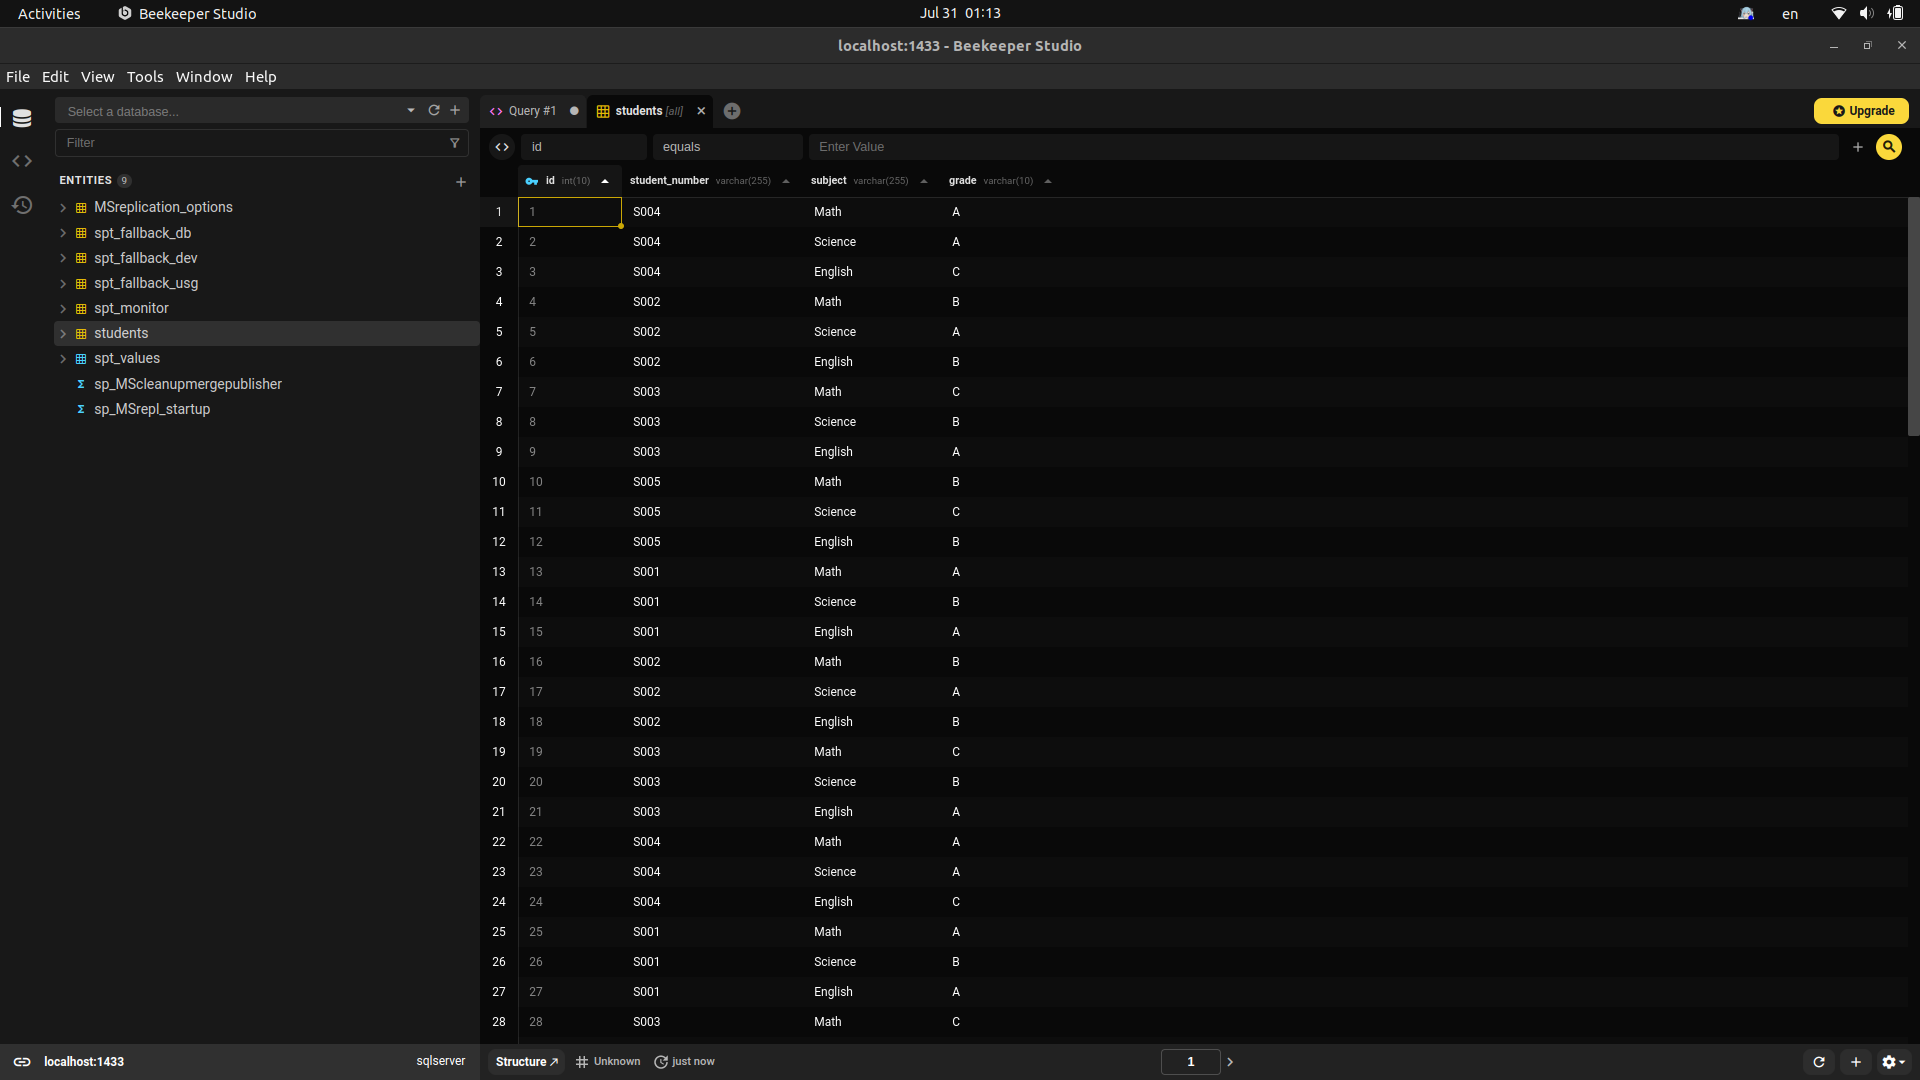 Activities Beekeeper Studio Jul 31 01:13 en
localhost:1433 - Beekeeper Studio
File Edit View Tools Window Help
Select a database...
Filter
ENTITIES 9
MSreplication_options
spt_fallback_db
spt_fallback_dev
spt_fallback_usg
spt_monitor
students
spt_values
sp_MScleanupmergepublisher
sp_MSrepl_startup
localhost:1433 sqlserver
Query #1 students [all] Upgrade
id equals Enter Value
id int(10) student_number varchar(255) subject varchar(255) grade varchar(10)
1 1 S004 Math A
2 2 S004 Science A
3 3 S004 English C
4 4 S002 Math B
5 5 S002 Science A
6 6 S002 English B
7 7 S003 Math C
8 8 S003 Science B
9 9 S003 English A
10 10 S005 Math B
11 11 S005 Science C
12 12 S005 English B
13 13 S001 Math A
14 14 S001 Science B
15 15 S001 English A
16 16 S002 Math B
17 17 S002 Science A
18 18 S002 English B
19 19 S003 Math C
20 20 S003 Science B
21 21 S003 English A
22 22 S004 Math A
23 23 S004 Science A
24 24 S004 English C
25 25 S001 Math A
26 26 S001 Science B
27 27 S001 English A
28 28 S003 Math C
Structure Unknown just now 1